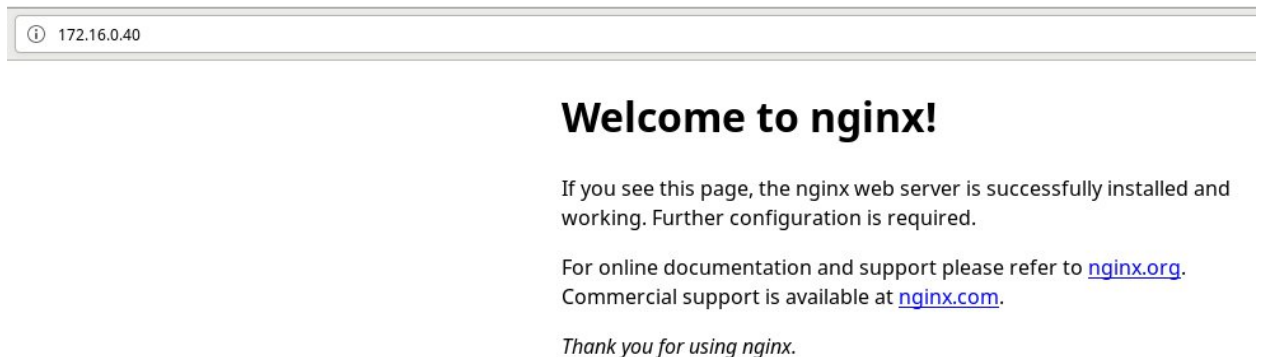 172.16.0.40
Welcome to nginx!
If you see this page, the nginx web server is successfully installed and
working. Further configuration is required.
For online documentation and support please refer to nginx.org.
Commercial support is available at nginx.com.
Thank you for using nginx.